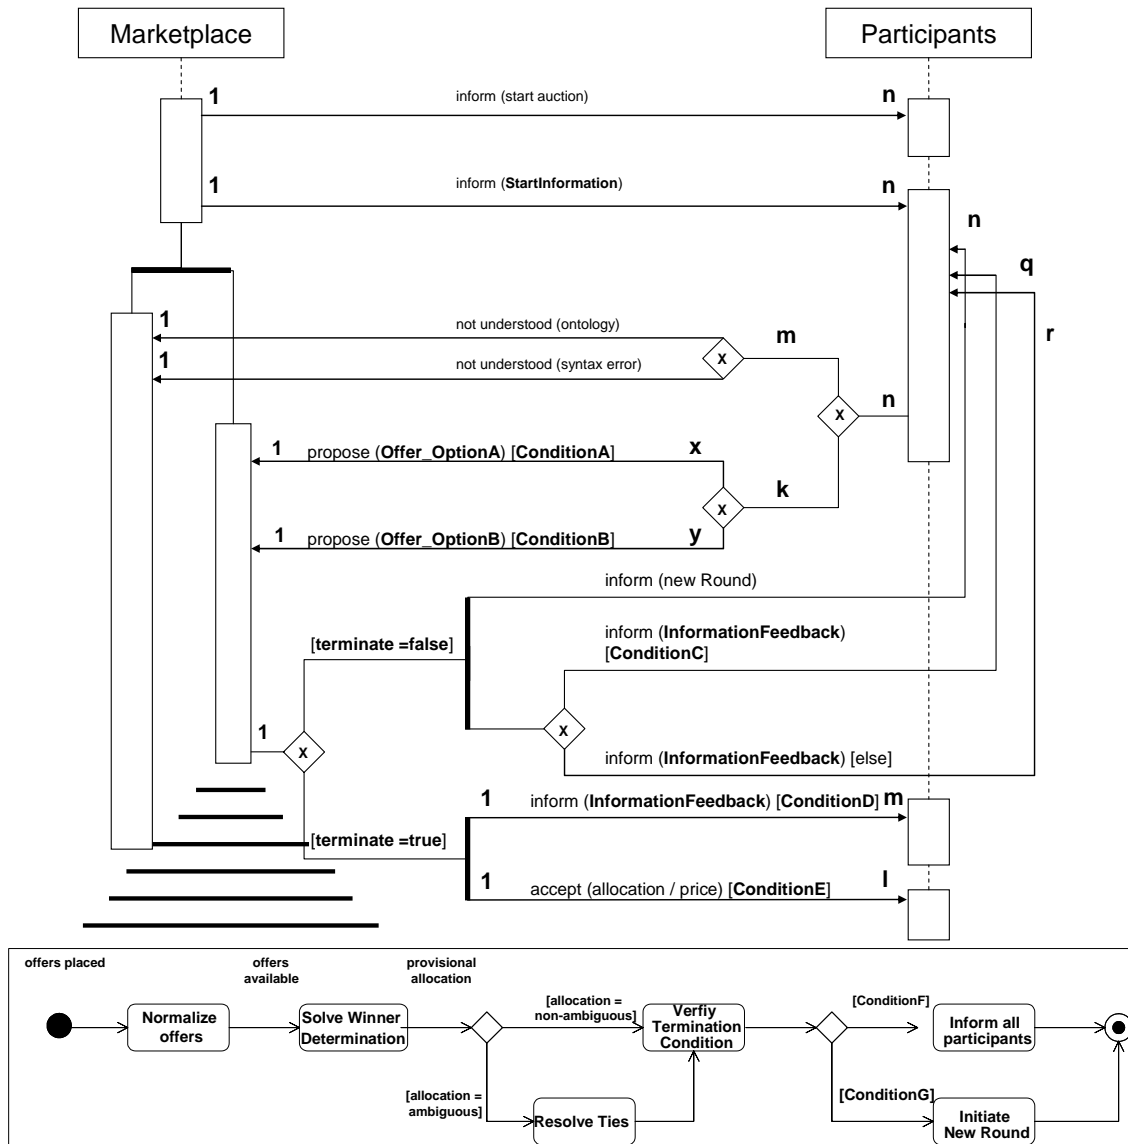 Marketplace
Participants
1
inform (start auction)
n
1
inform (StartInformation)
n
n
q
r
1
not understood (ontology)
m
1
not understood (syntax error)
X
n
X
1
propose (Offer_OptionA) [ConditionA]
x
k
X
1
propose (Offer_OptionB) [ConditionB]
y
inform (new Round)
[terminate =false]
inform (InformationFeedback)
[ConditionC]
1
X
X
inform (InformationFeedback) [else]
1
inform (InformationFeedback) [ConditionD]
m
[terminate =true]
1
accept (allocation / price) [ConditionE]
l
offers placed
offers
available
provisional
allocation
Normalize
offers
Solve Winner
Determination
[allocation =
non-ambiguous]
Verfiy
Termination
Condition
[ConditionF]
Inform all
participants
[allocation =
ambiguous]
Resolve Ties
[ConditionG]
Initiate
New Round